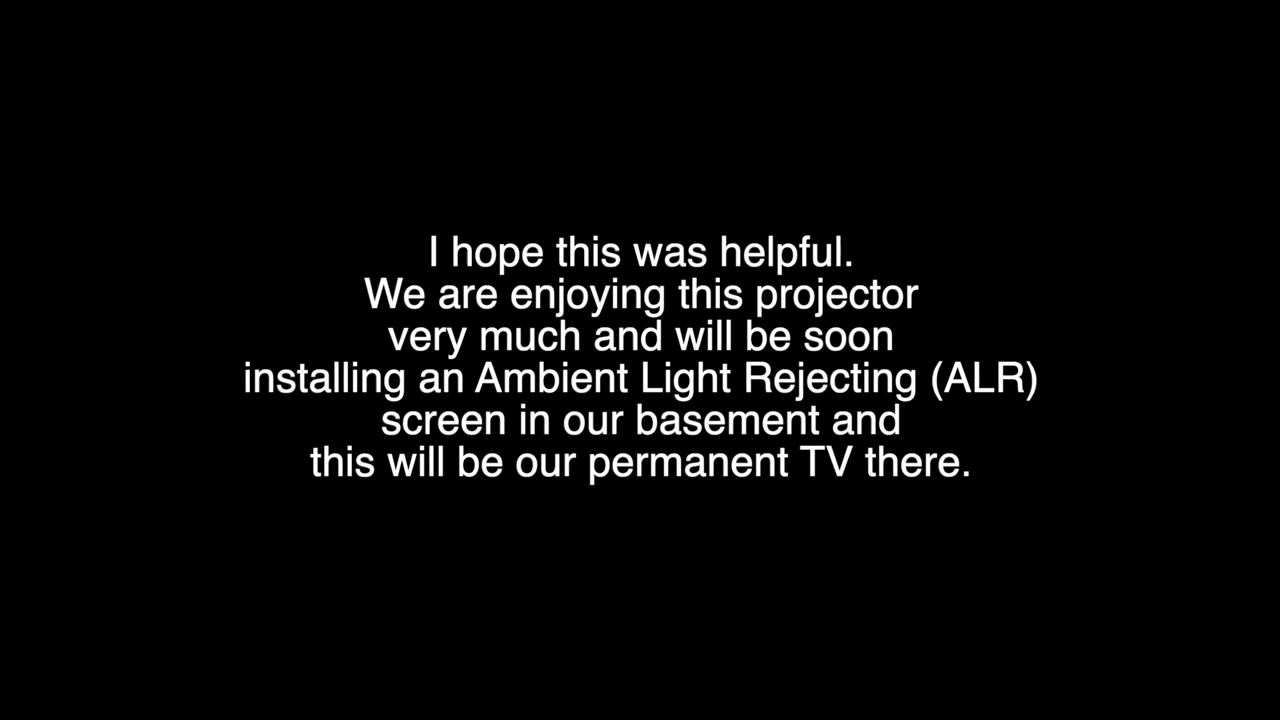 I hope this was helpful.
We are enjoying this projector
very much and will be soon
installing an Ambient Light Rejecting (ALR)
screen in our basement and
this will be our permanent TV there.